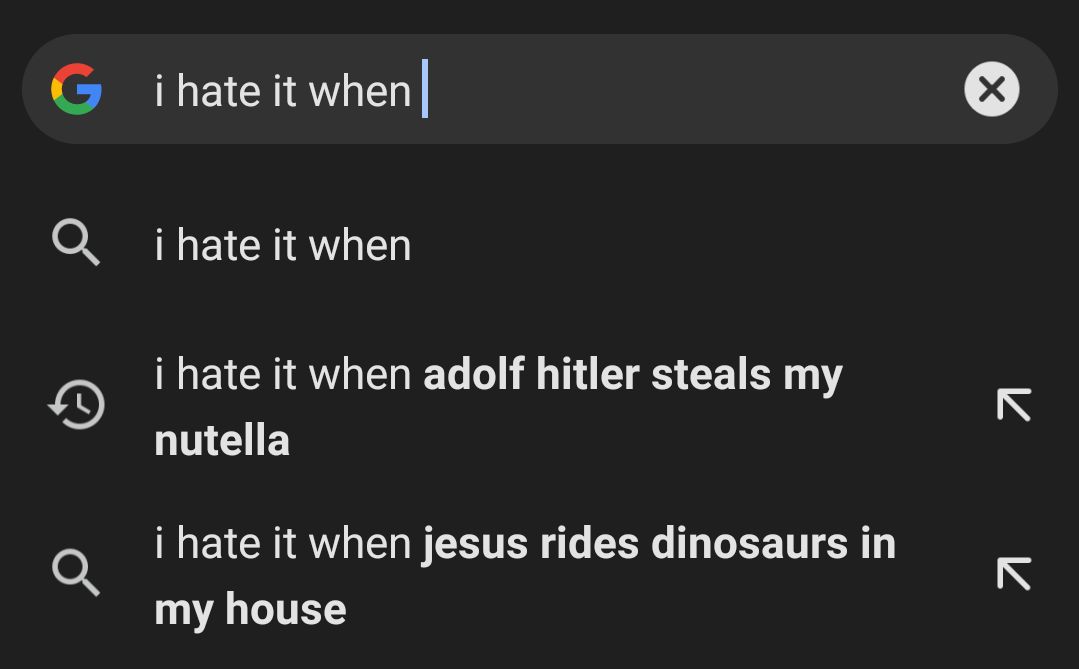 i hate it when
i hate it when
i hate it when adolf hitler steals my
nutella
i hate it when jesus rides dinosaurs in
my house